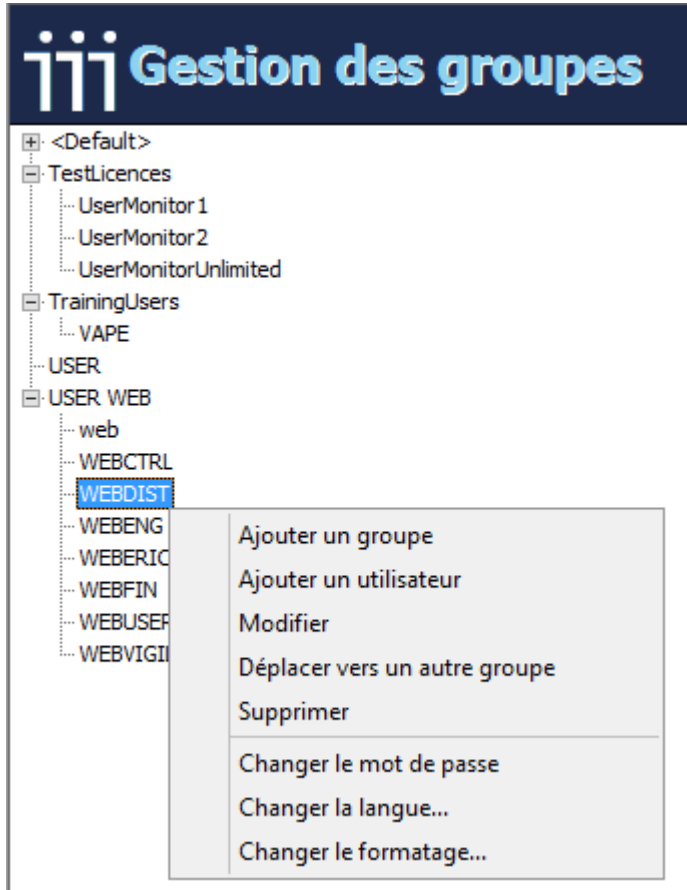 Gestion des groupes
<Default>
TestLicences
UserMonitor1
UserMonitor2
UserMonitorUnlimited
TrainingUsers
VAPE
USER
USER WEB
web
WEBCTRL
WEBDIST
WEBENG
WEBERIC
WEBFIN
WEBUSER
Ajouter un groupe
Ajouter un utilisateur
Modifier
Déplacer vers un autre groupe
Supprimer
Changer le mot de passe
Changer la langue...
Changer le formatage...